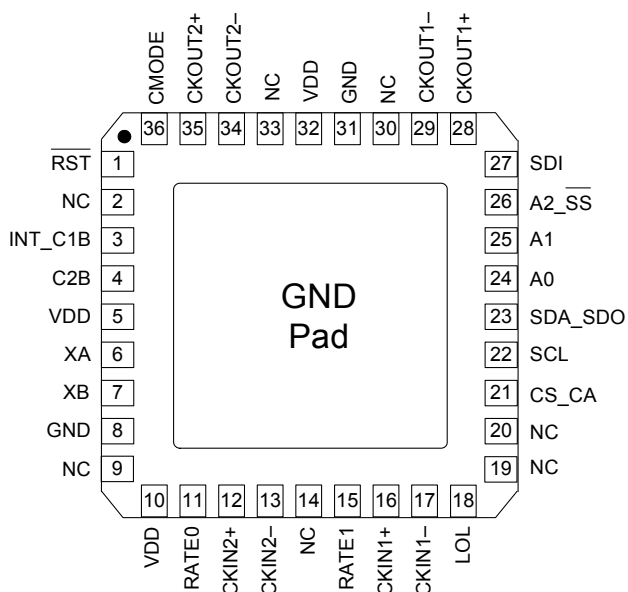 CMODE
CKOUT2+
CKOUT2–
NC
VDD
GND
NC
CKOUT1–
CKOUT1+
36 35 34 33 32 31 30 29 28
RST 1
NC 2
INT_C1B 3
C2B 4
VDD 5
XA 6
XB 7
GND 8
NC 9
GND
Pad
27 SDI
26 A2_SS
25 A1
24 A0
23 SDA_SDO
22 SCL
21 CS_CA
20 NC
19 NC
10 11 12 13 14 15 16 17 18
VDD
RATE0
CKIN2+
CKIN2–
NC
RATE1
CKIN1+
CKIN1–
LOL